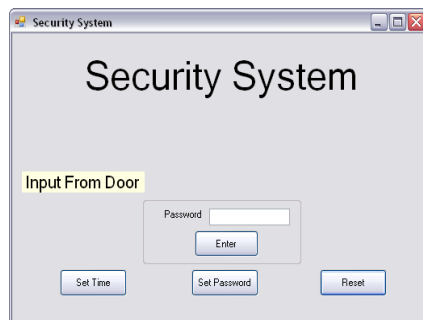 Security System
Security System
Input From Door
Password
Enter
Set Time Set Password Reset